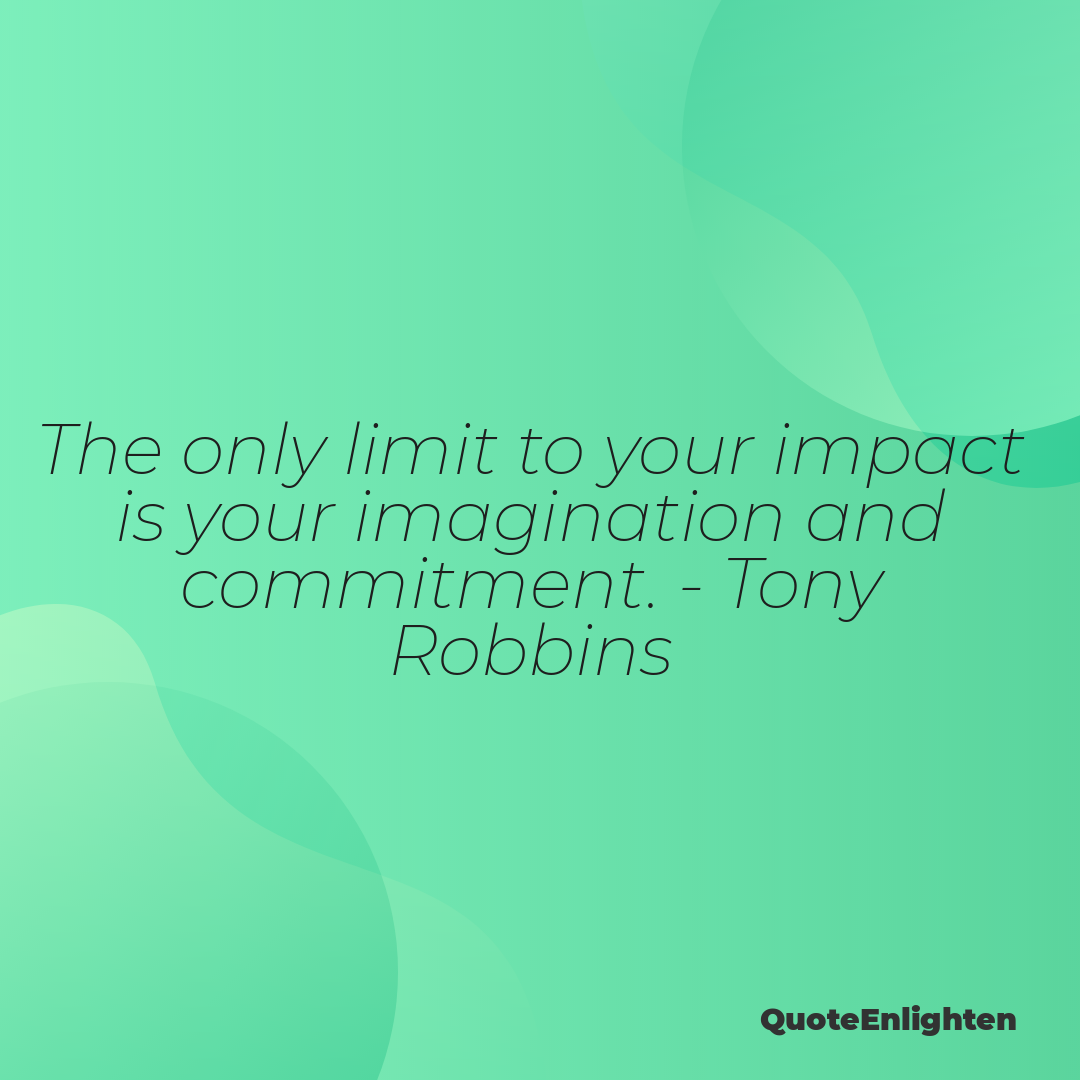 The only limit to your impact
is your imagination and
commitment. - Tony
Robbins
QuoteEnlighten